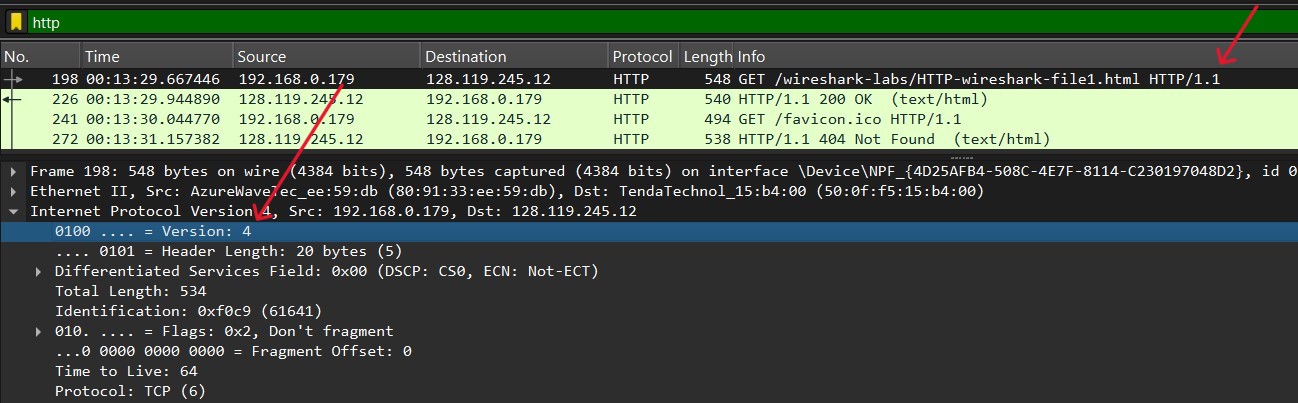 http
No. Time Source Destination Protocol Length Info
198 00:13:29.667446 192.168.0.179 128.119.245.12 HTTP 548 GET /wireshark-labs/HTTP-wireshark-file1.html HTTP/1.1
226 00:13:29.944890 128.119.245.12 192.168.0.179 HTTP 540 HTTP/1.1 200 OK (text/html)
241 00:13:30.044770 192.168.0.179 128.119.245.12 HTTP 494 GET /favicon.ico HTTP/1.1
272 00:13:31.157382 128.119.245.12 192.168.0.179 HTTP 538 HTTP/1.1 404 Not Found (text/html)
Frame 198: 548 bytes on wire (4384 bits), 548 bytes captured (4384 bits) on interface \Device\NPF_{4D25AFB4-508C-4E7F-8114-C230197048D2}, id 0
Ethernet II, Src: AzureWaveTec_ee:59:db (80:91:33:ee:59:db), Dst: TendaTechnol_15:b4:00 (50:0f:f5:15:b4:00)
Internet Protocol Version 4, Src: 192.168.0.179, Dst: 128.119.245.12
0100 .... = Version: 4
.... 0101 = Header Length: 20 bytes (5)
Differentiated Services Field: 0x00 (DSCP: CS0, ECN: Not-ECT)
Total Length: 534
Identification: 0xf0c9 (61641)
010. .... = Flags: 0x2, Don't fragment
...0 0000 0000 0000 = Fragment Offset: 0
Time to Live: 64
Protocol: TCP (6)